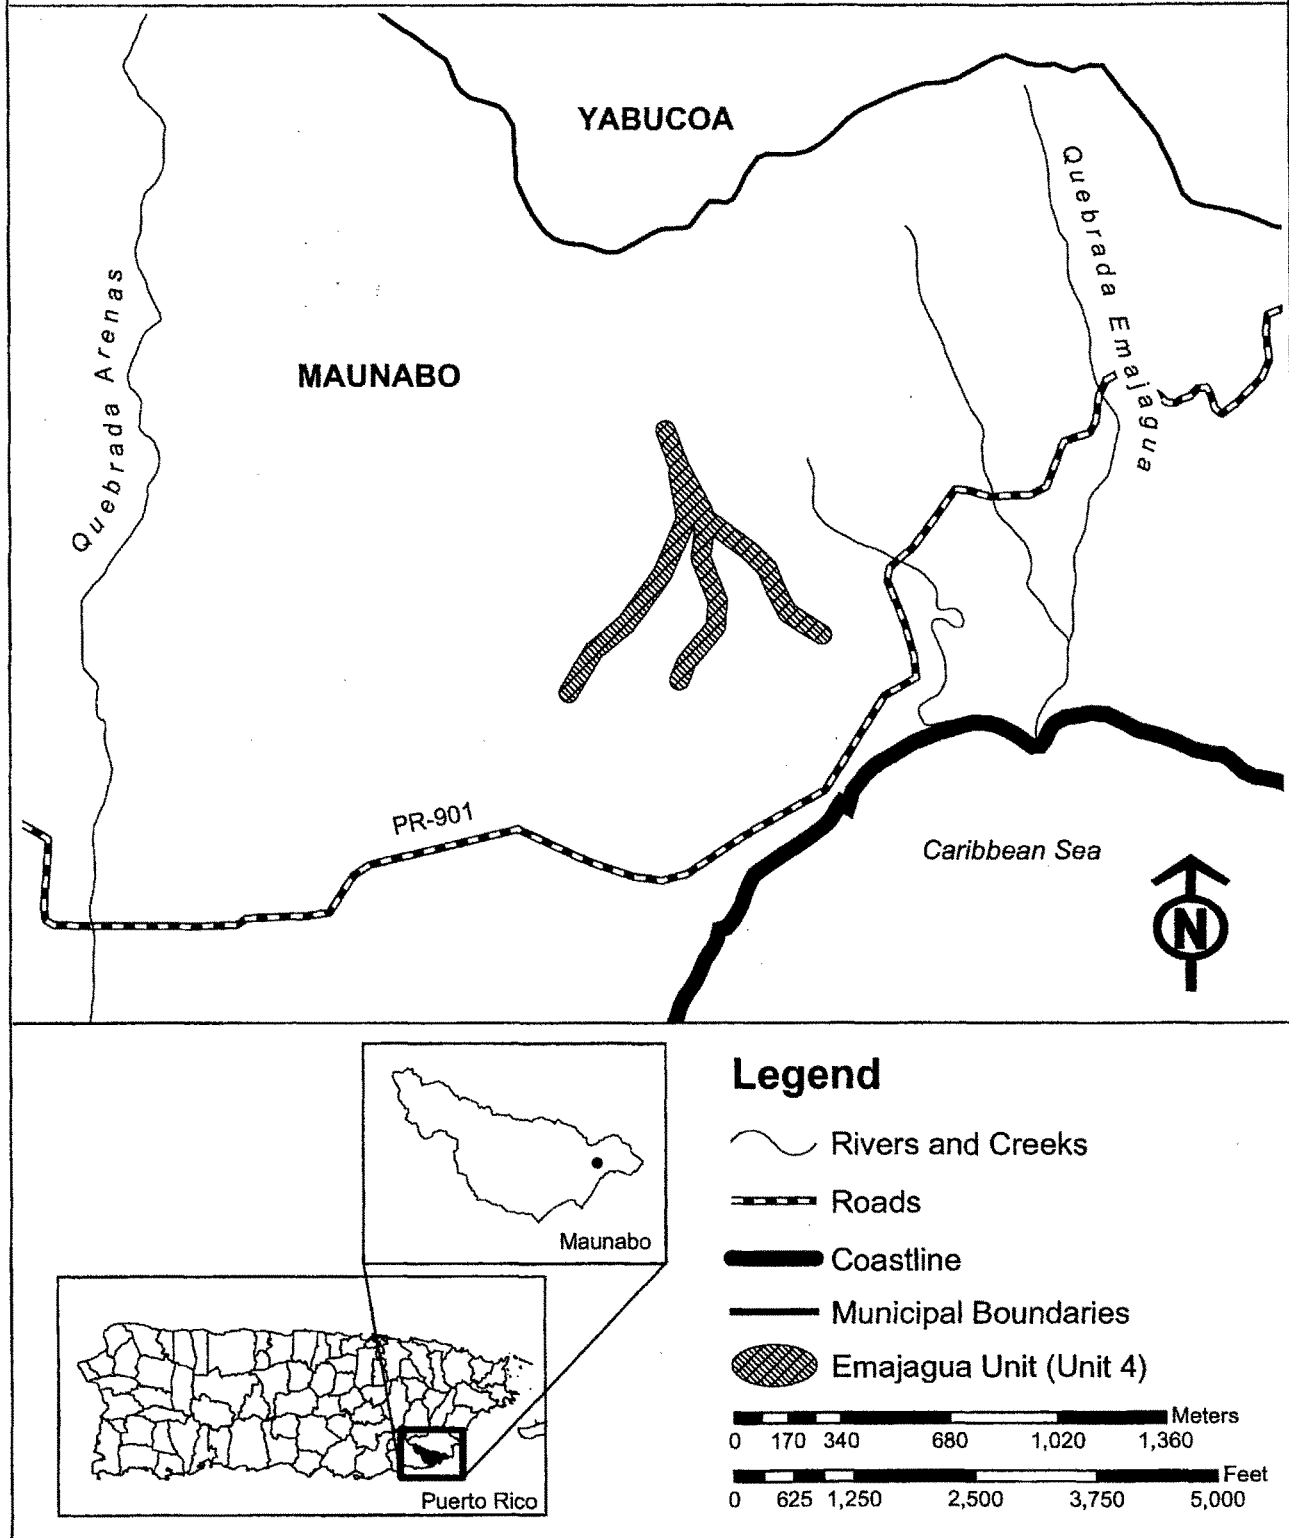 YABUCOA
Quebrada Emajagua
Quebrada Arenas
MAUNABO
PR-901
Caribbean Sea
N
Legend
Rivers and Creeks
Roads
Coastline
Municipal Boundaries
Emajagua Unit (Unit 4)
Meters
0 170 340 680 1,020 1,360
Feet
0 625 1,250 2,500 3,750 5,000
Maunabo
Puerto Rico